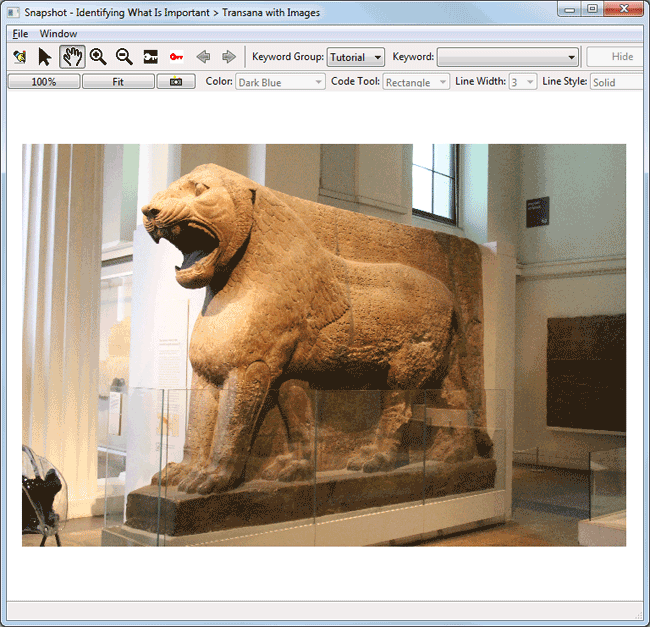 Snapshot - Identifying What Is Important > Transana with Images
File Window
Keyword Group: Tutorial Keyword: Hide
100% Fit Color: Dark Blue Code Tool: Rectangle Line Width: 3 Line Style: Solid